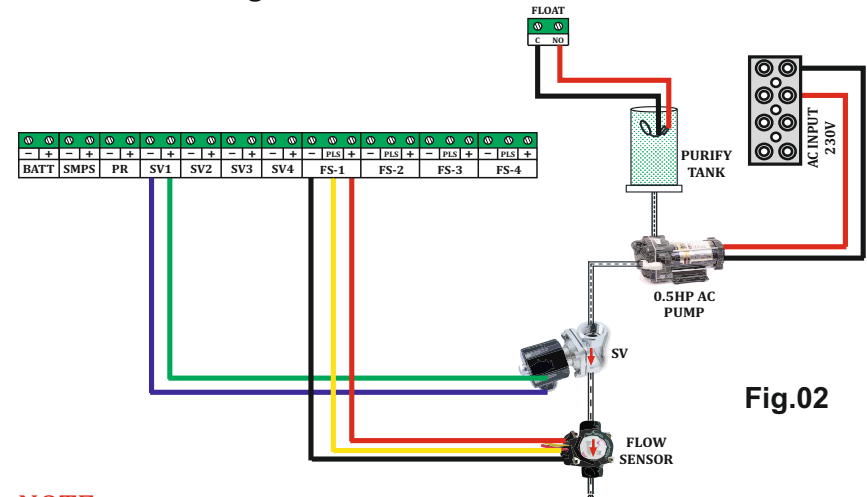 FLOAT
C NO
AC INPUT
230V
PURIFY
TANK
- + - + - + - + - + - + - + - PLS + - PLS + - PLS + - PLS +
BATT SMPS PR SV1 SV2 SV3 SV4 FS-1 FS-2 FS-3 FS-4
0.5HP AC
PUMP
SV
Fig.02
FLOW
SENSOR